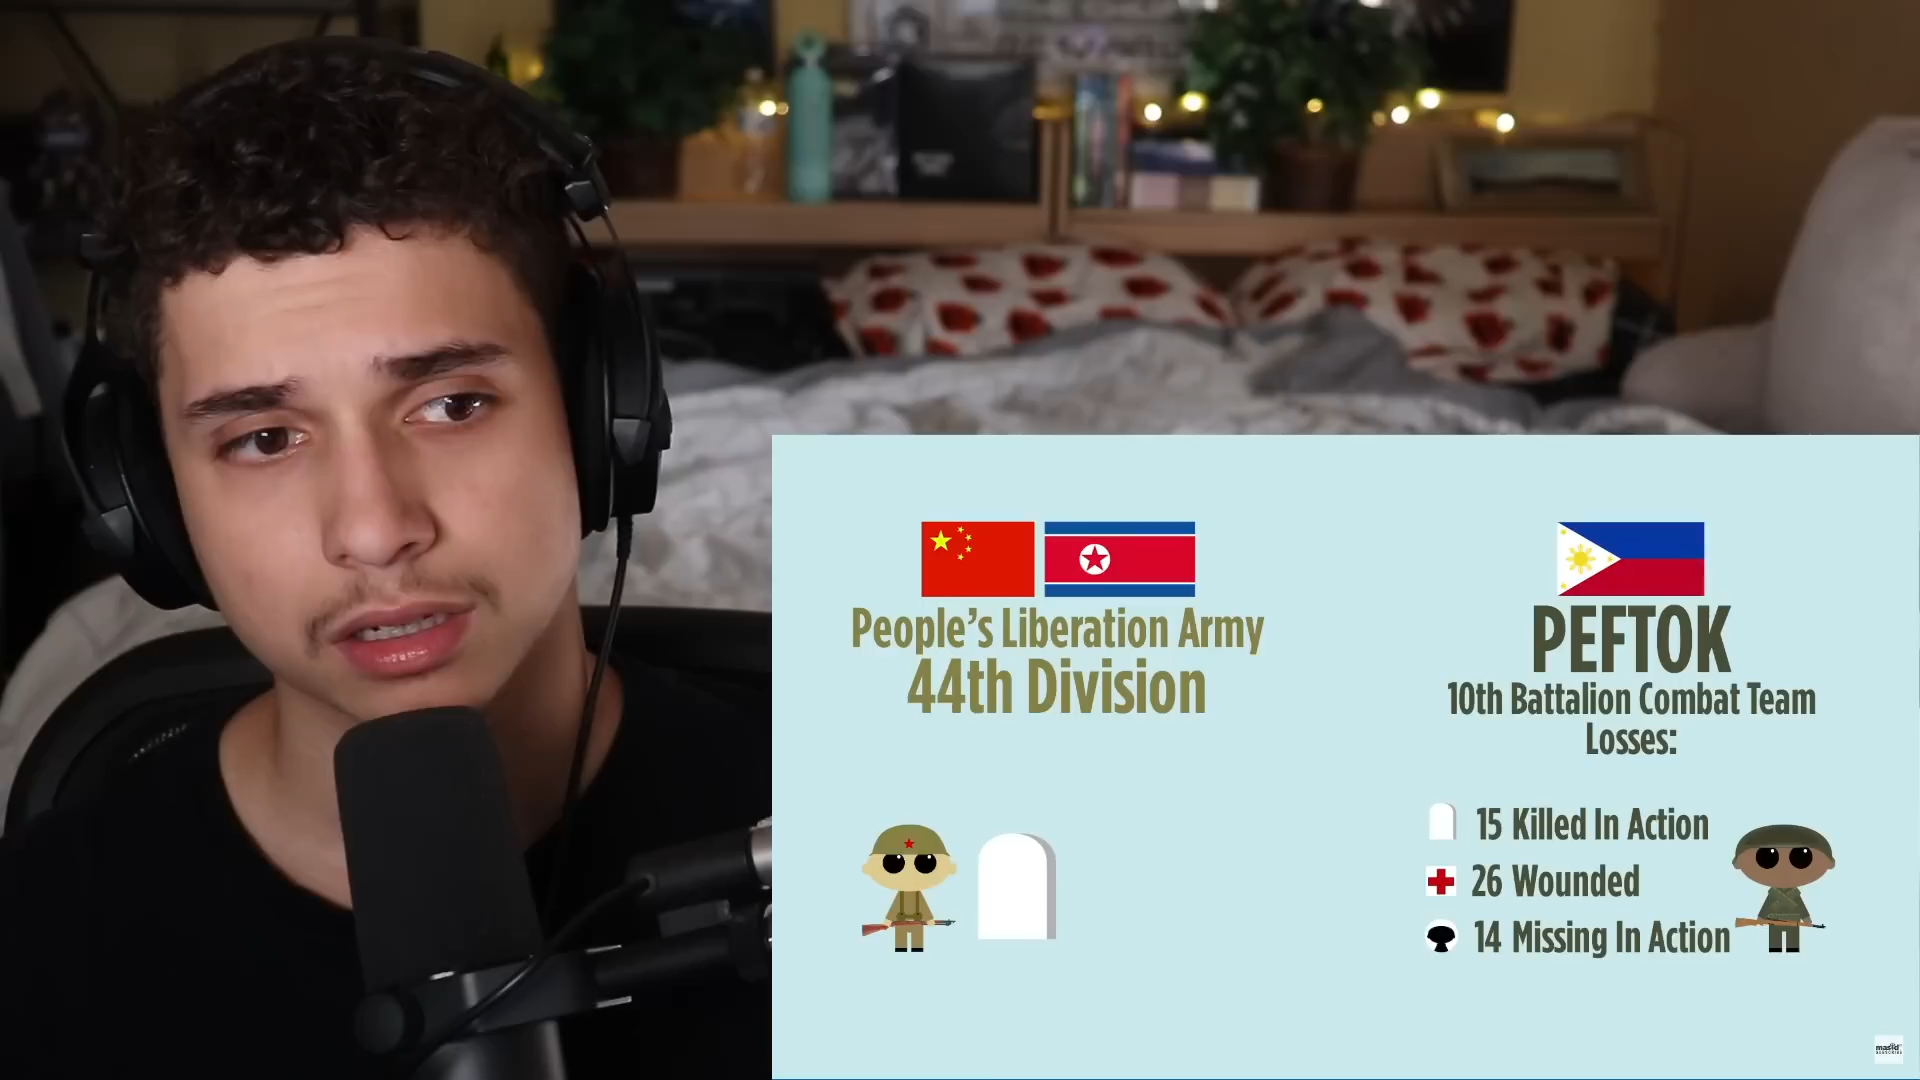 People's Liberation Army
44th Division
PEFTOK
10th Battalion Combat Team
Losses:
15 Killed In Action
26 Wounded
14 Missing In Action